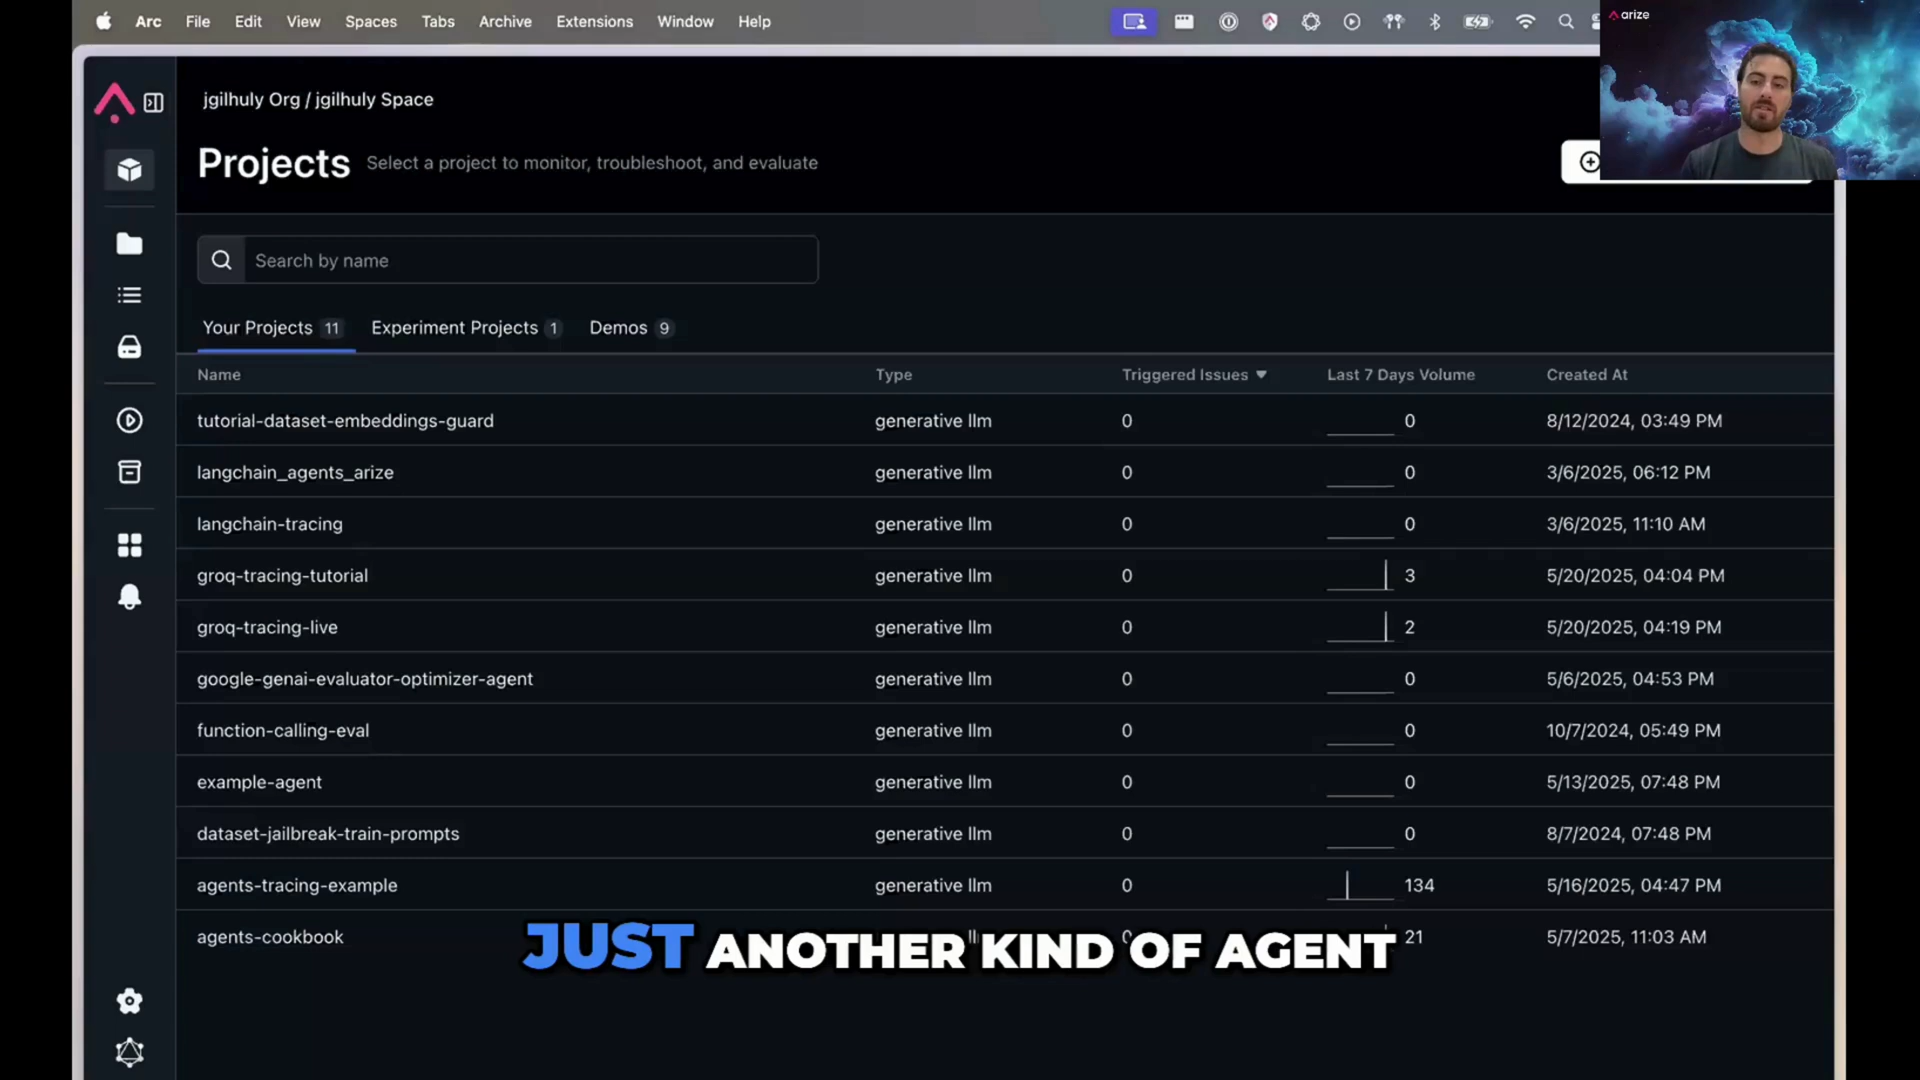 Arc File Edit View Spaces Tabs Archive Extensions Window Help
arize
jgilhuly Org / jgilhuly Space
Projects Select a project to monitor, troubleshoot, and evaluate
Search by name
Your Projects 11 Experiment Projects 1 Demos 9
Name Type Triggered Issues Last 7 Days Volume Created At
tutorial-dataset-embeddings-guard generative llm 0 0 8/12/2024, 03:49 PM
langchain_agents_arize generative llm 0 0 3/6/2025, 06:12 PM
langchain-tracing generative llm 0 0 3/6/2025, 11:10 AM
groq-tracing-tutorial generative llm 0 3 5/20/2025, 04:04 PM
groq-tracing-live generative llm 0 2 5/20/2025, 04:19 PM
google-genai-evaluator-optimizer-agent generative llm 0 0 5/6/2025, 04:53 PM
function-calling-eval generative llm 0 0 10/7/2024, 05:49 PM
example-agent generative llm 0 0 5/13/2025, 07:48 PM
dataset-jailbreak-train-prompts generative llm 0 0 8/7/2024, 07:48 PM
agents-tracing-example generative llm 0 134 5/16/2025, 04:47 PM
agents-cookbook 21 5/7/2025, 11:03 AM
JUST ANOTHER KIND OF AGENT